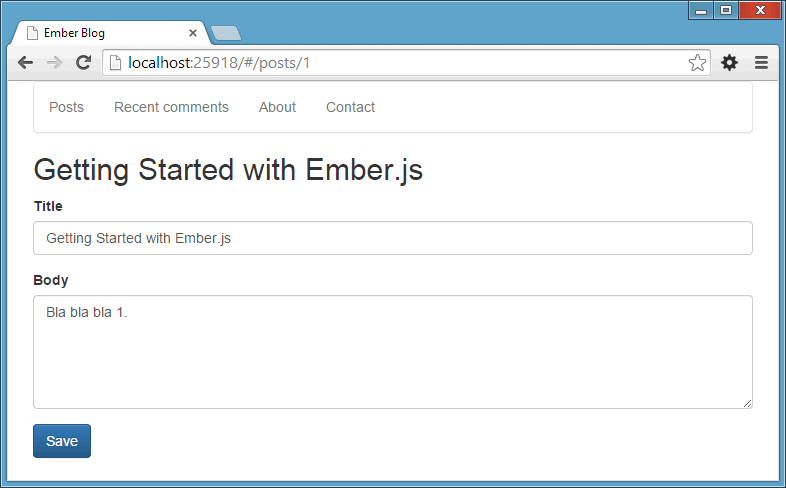 Ember Blog
localhost:25918/#/posts/1
Posts Recent comments About Contact
Getting Started with Ember.js
Title
Getting Started with Ember.js
Body
Bla bla bla 1.
Save